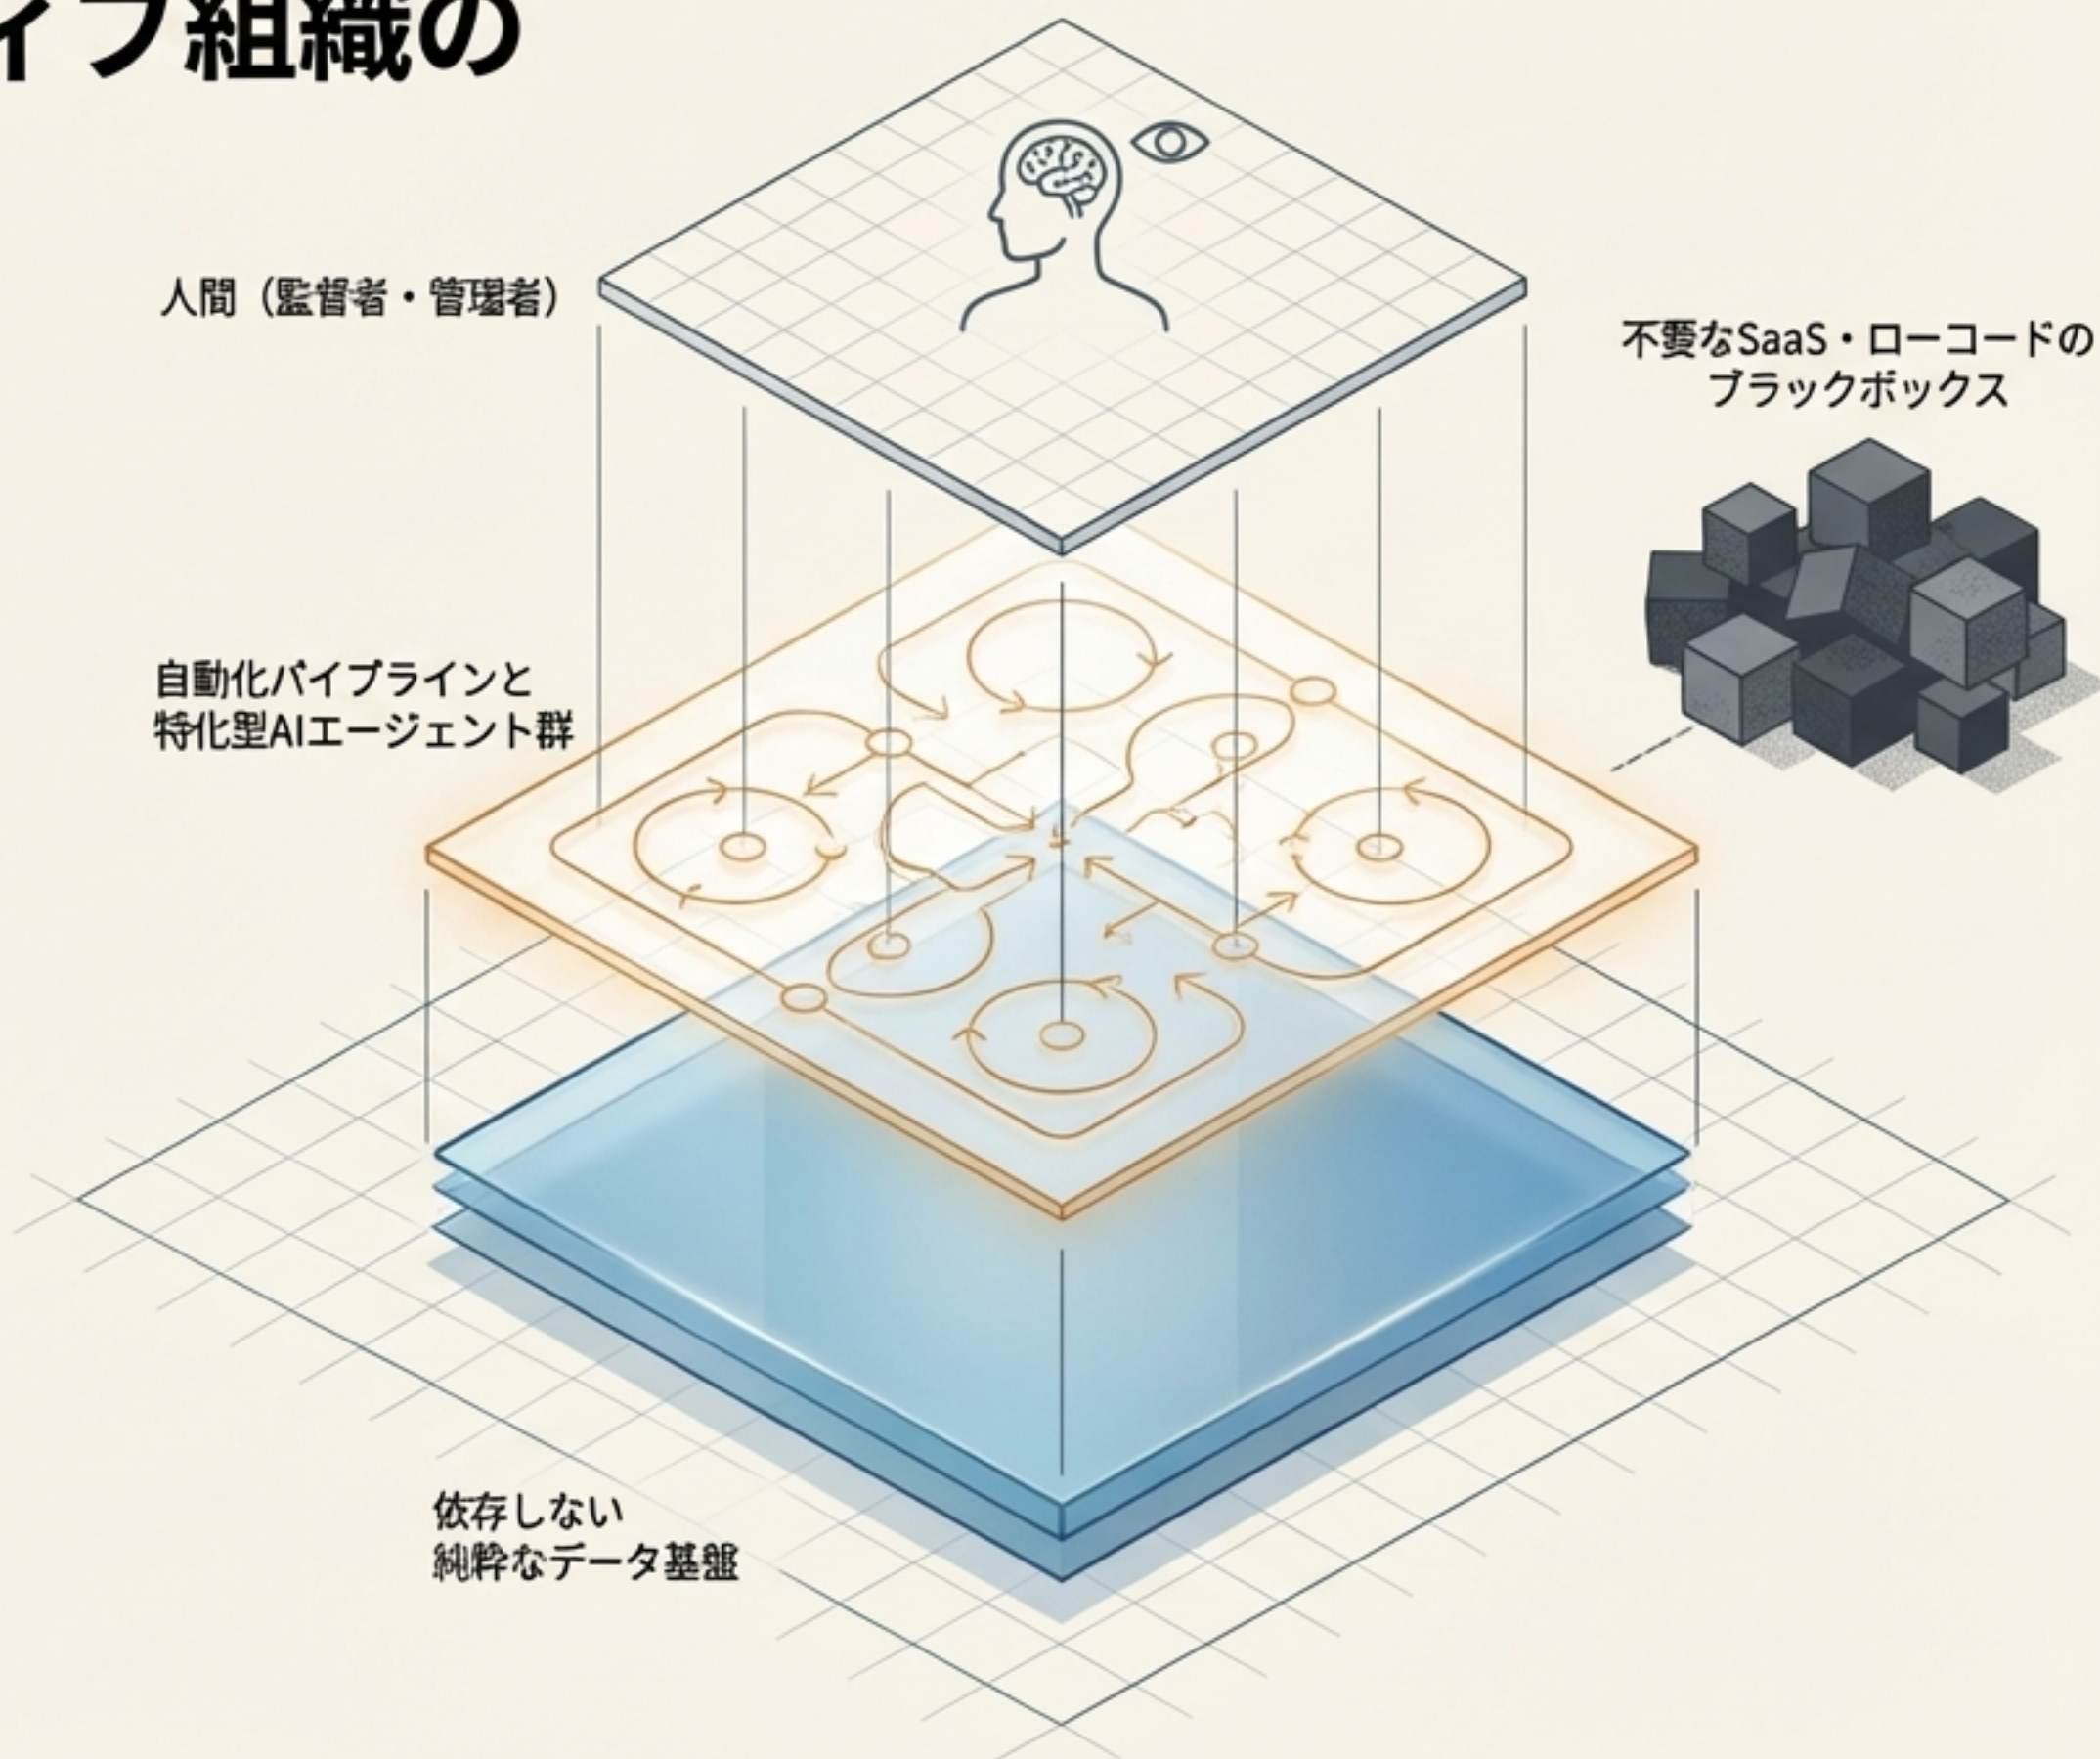 ィブ組織の
人間（監督者・管理者）
不要なSaaS・ローコードの
ブラックボックス
自動化パイプラインと
特化型AIエージェント群
依存しない
純粋なデータ基盤